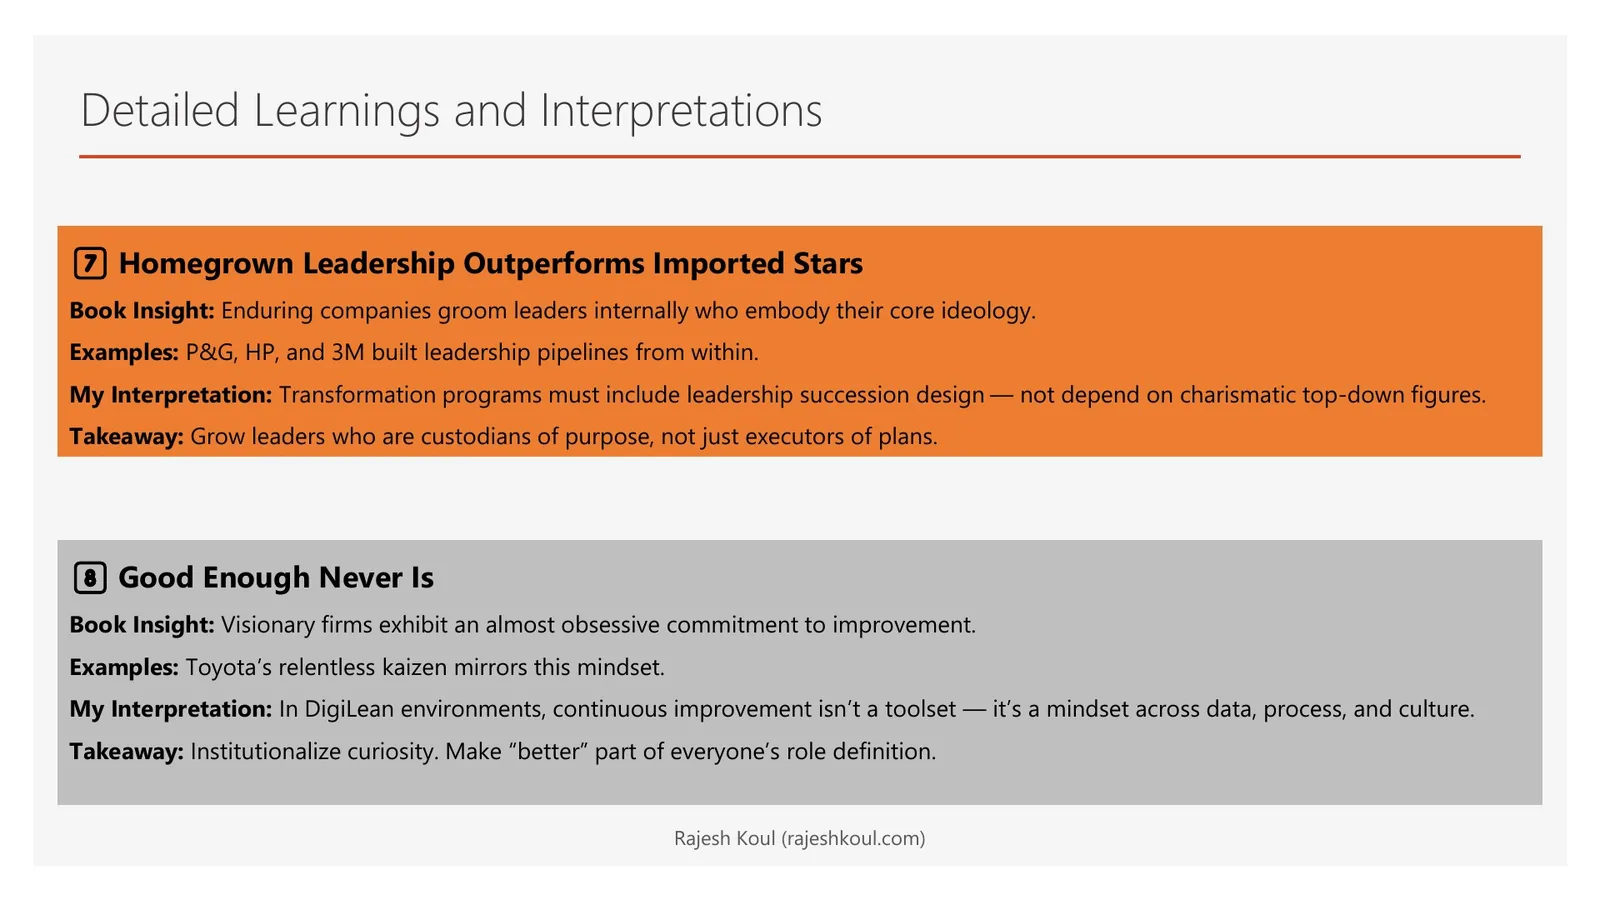 Detailed Learnings and Interpretations
7 Homegrown Leadership Outperforms Imported Stars
Book Insight: Enduring companies groom leaders internally who embody their core ideology.
Examples: P&G, HP, and 3M built leadership pipelines from within.
My Interpretation: Transformation programs must include leadership succession design — not depend on charismatic top-down figures.
Takeaway: Grow leaders who are custodians of purpose, not just executors of plans.
8 Good Enough Never Is
Book Insight: Visionary firms exhibit an almost obsessive commitment to improvement.
Examples: Toyota’s relentless kaizen mirrors this mindset.
My Interpretation: In DigiLean environments, continuous improvement isn’t a toolset — it’s a mindset across data, process, and culture.
Takeaway: Institutionalize curiosity. Make “better” part of everyone’s role definition.
Rajesh Koul (rajeshkoul.com)